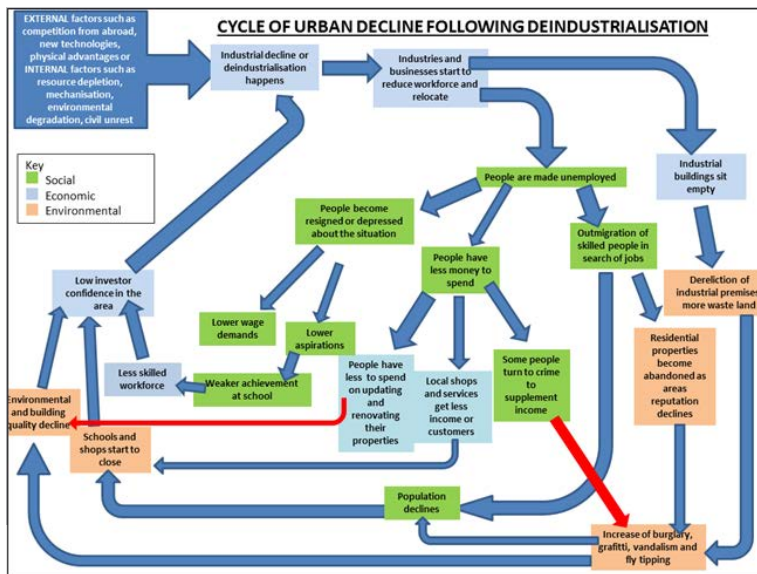 CYCLE OF URBAN DECLINE FOLLOWING DEINDUSTRIALISATION
EXTERNAL factors such as
competition from abroad,
new technologies,
physical advantages or
INTERNAL factors such as
resource depletion,
mechanisation,
environmental
degradation, civil unrest
Industrial decline or
deindustrialisation
happens
Industries and
businesses start to
reduce workforce and
relocate
Key
Social
Economic
Environmental
People are made unemployed
Industrial
buildings sit
empty
People become
resigned or depressed
about the situation
Outmigration of
skilled people in
search of jobs
People have
less money to
spend
Low investor
confidence in the
area
Dereliction of
industrial premises
more waste land
Lower wage
demands
Lower
aspirations
Residential
properties
become
abandoned as
areas
reputation
declines
Less skilled
workforce
Weaker achievement
at school
People have
less to spend
on updating
and
renovating
their
properties
Local shops
and services
get less
income or
customers
Some people
turn to crime
to
supplement
income
Environmental
and building
quality decline
Schools and
shops start to
close
Population
declines
Increase of burglary,
grafitti, vandalism and
fly tipping